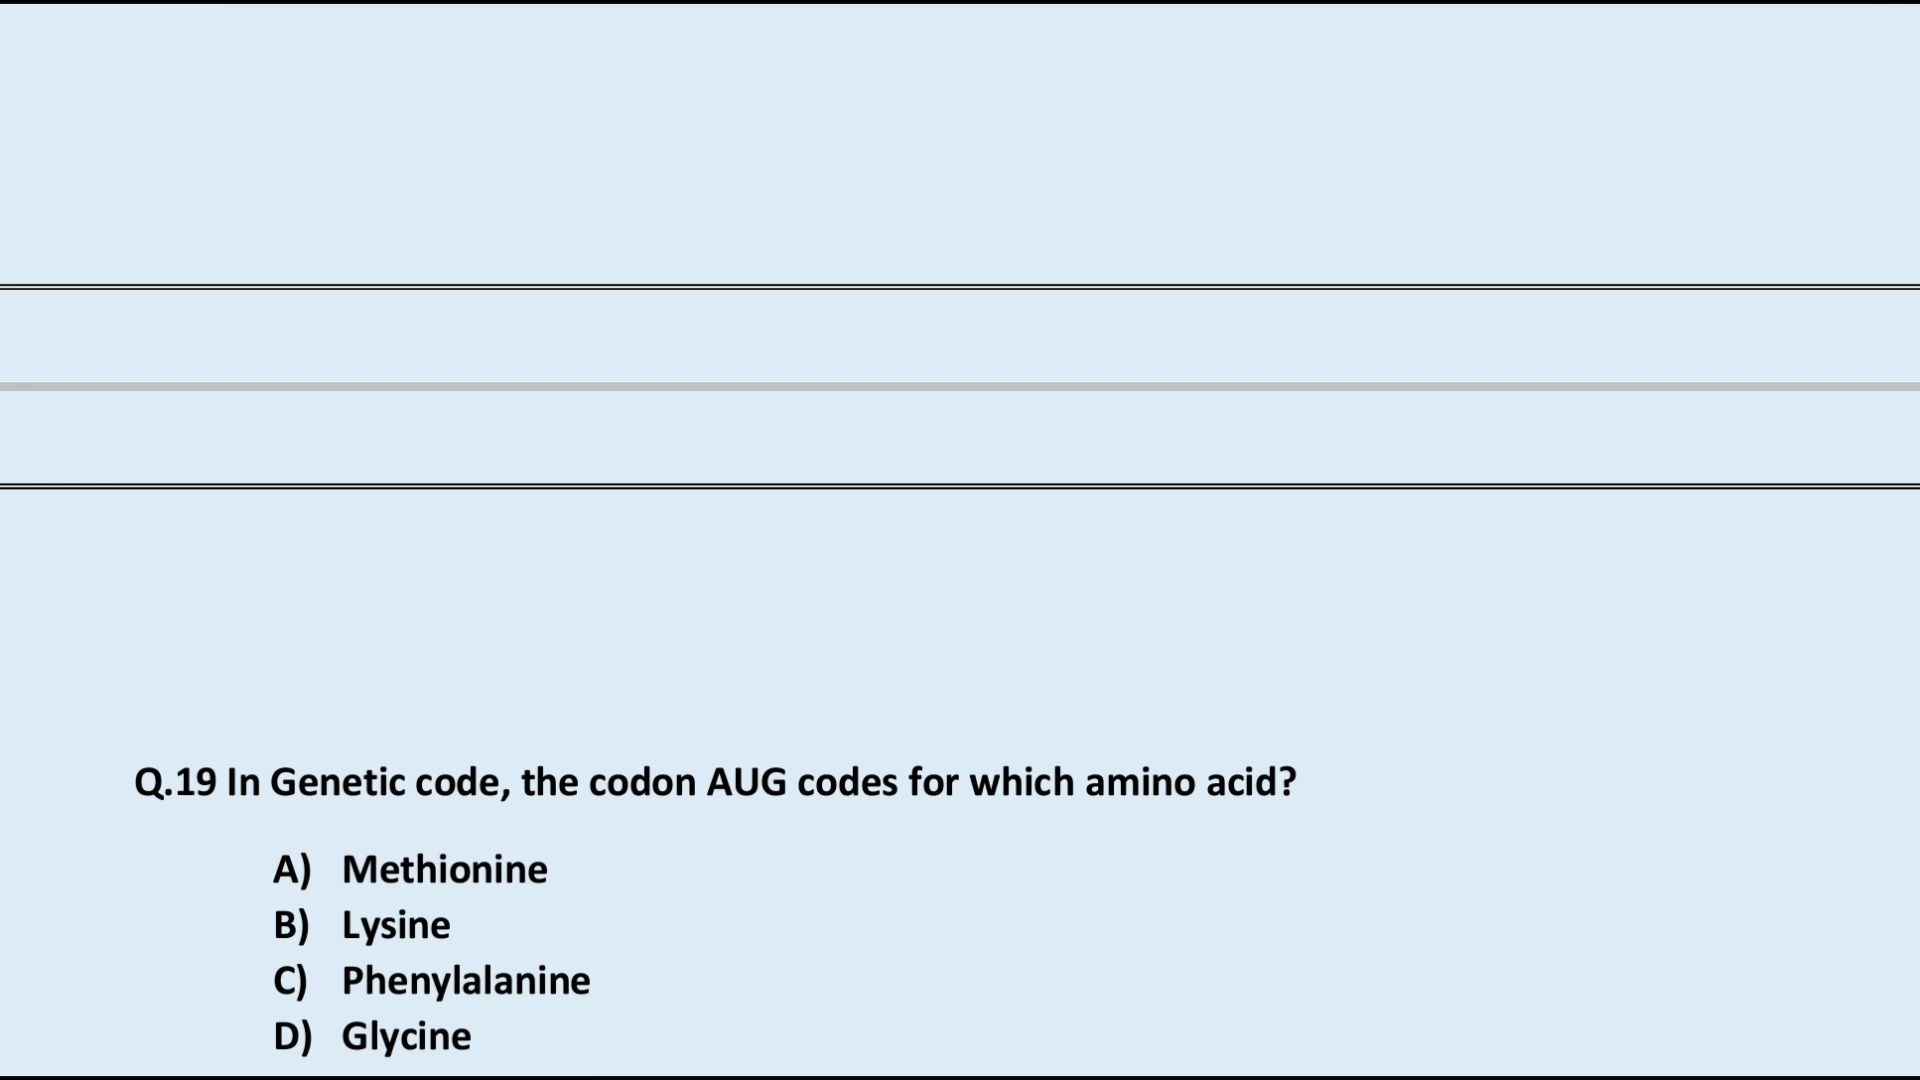 Q.19 In Genetic code, the codon AUG codes for which amino acid?
A) Methionine
B) Lysine
C) Phenylalanine
D) Glycine